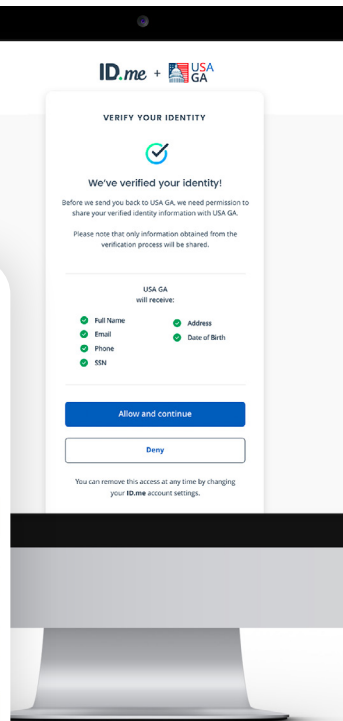 ID.me + USA
GA
VERIFY YOUR IDENTITY
We've verified your identity!
Before we send you back to USA GA, we need permission to
share your verified identity information with USA GA.
Please note that only information obtained from the
verification process will be shared.
USA GA
will receive:
Full Name
Email
Phone
SSN
Address
Date of Birth
Allow and continue
Deny
You can remove this access at any time by changing
your ID.me account settings.